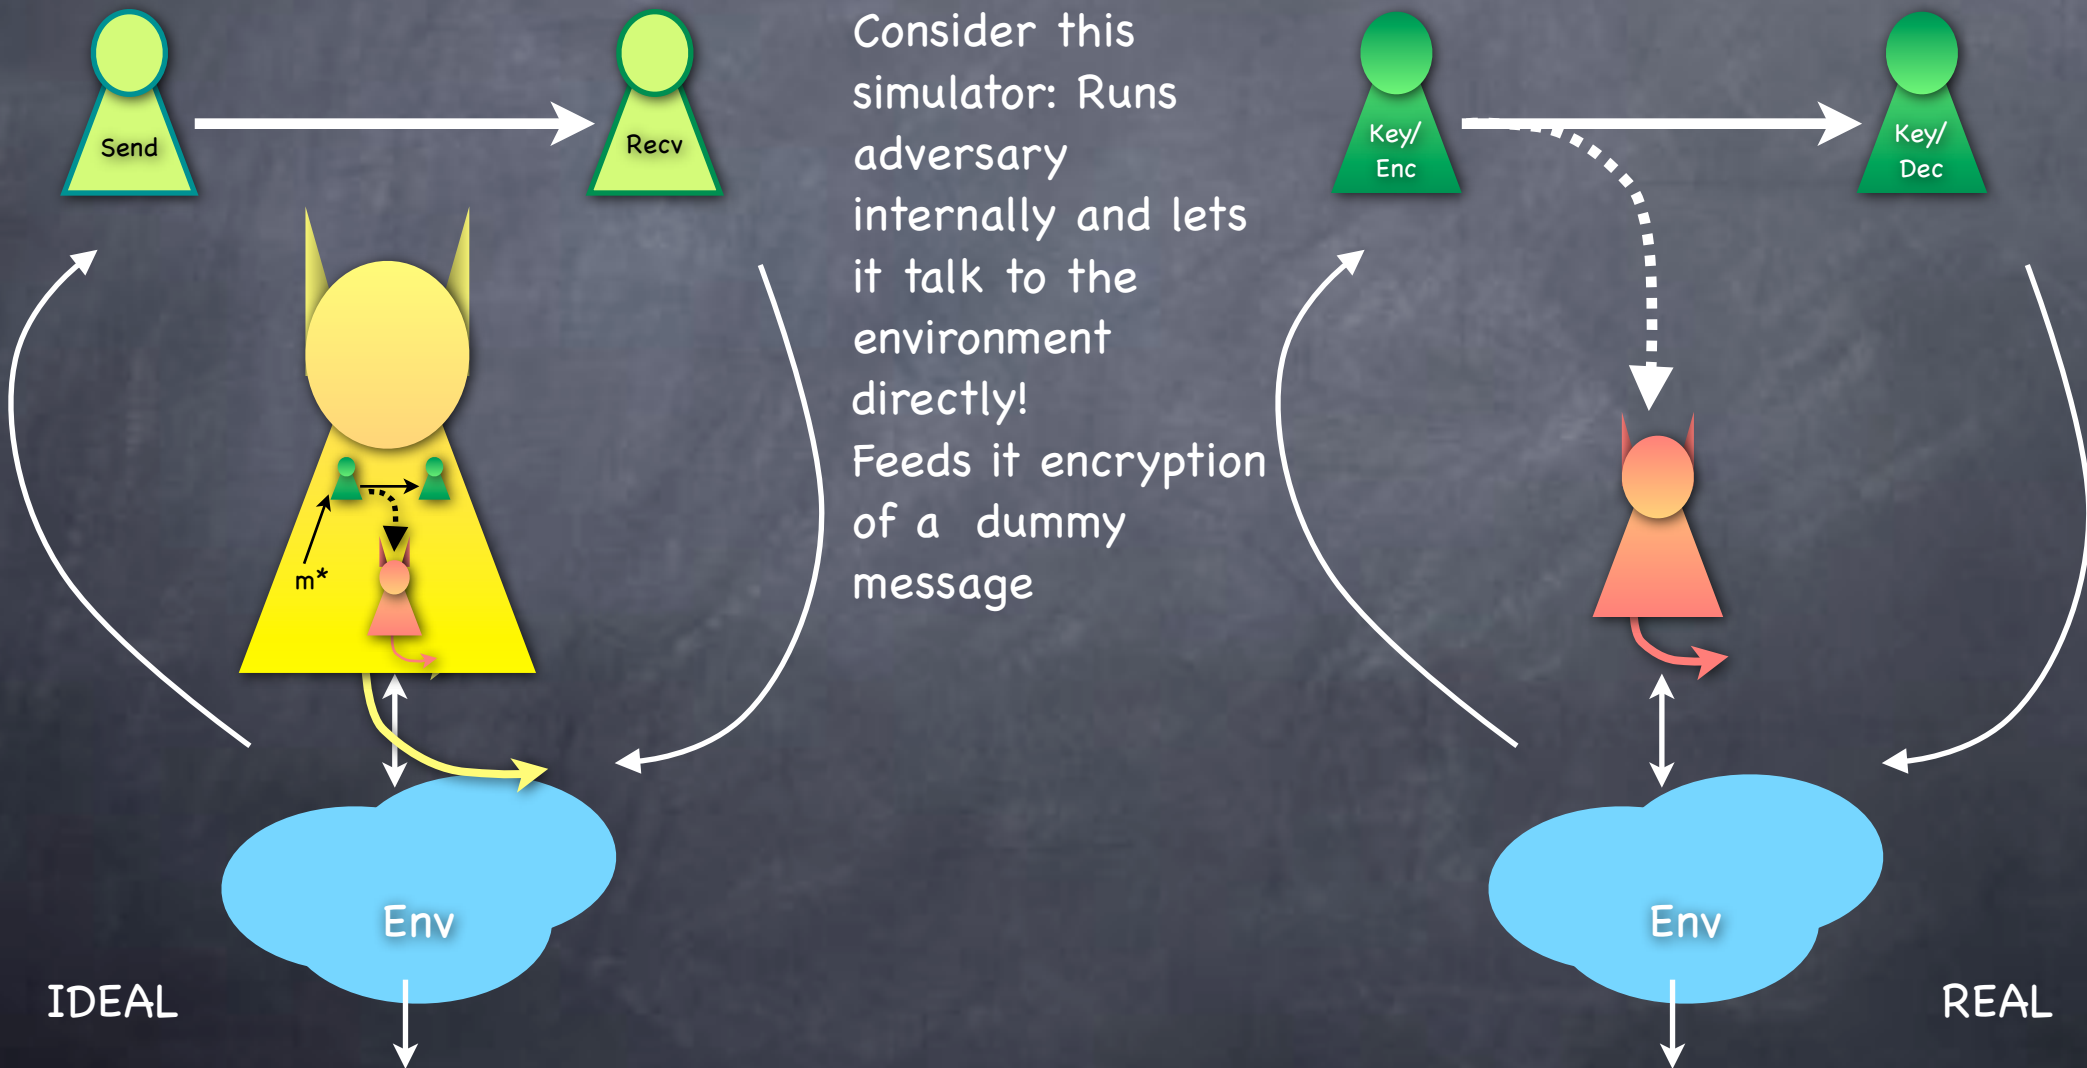 Send
Recv
m*
Env
IDEAL
Consider this
simulator: Runs
adversary
internally and lets
it talk to the
environment
directly!
Feeds it encryption
of a dummy
message
Key/
Enc
Key/
Dec
Env
REAL